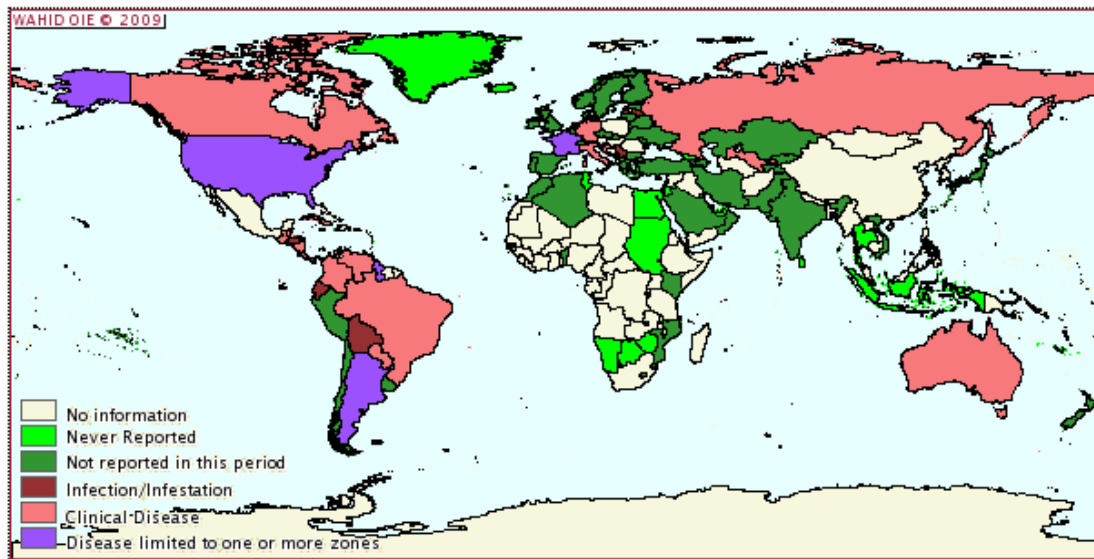 WAHID OIE © 2009
No information
Never Reported
Not reported in this period
Infection/Infestation
Clinical Disease
Disease limited to one or more zones